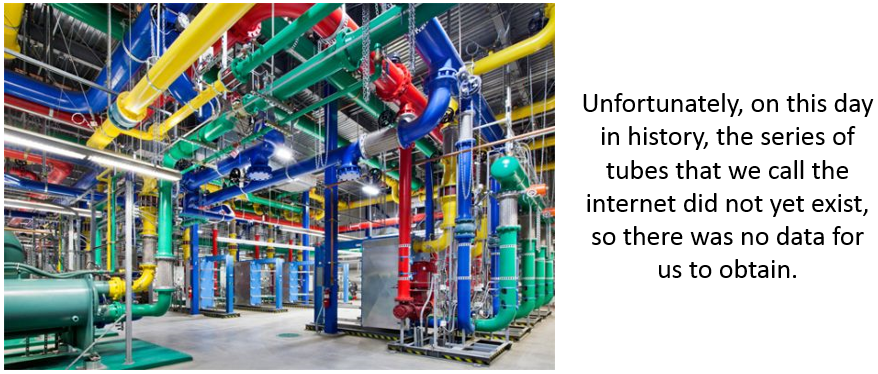 Unfortunately, on this day
in history, the series of
tubes that we call the
internet did not yet exist,
so there was no data for
us to obtain.